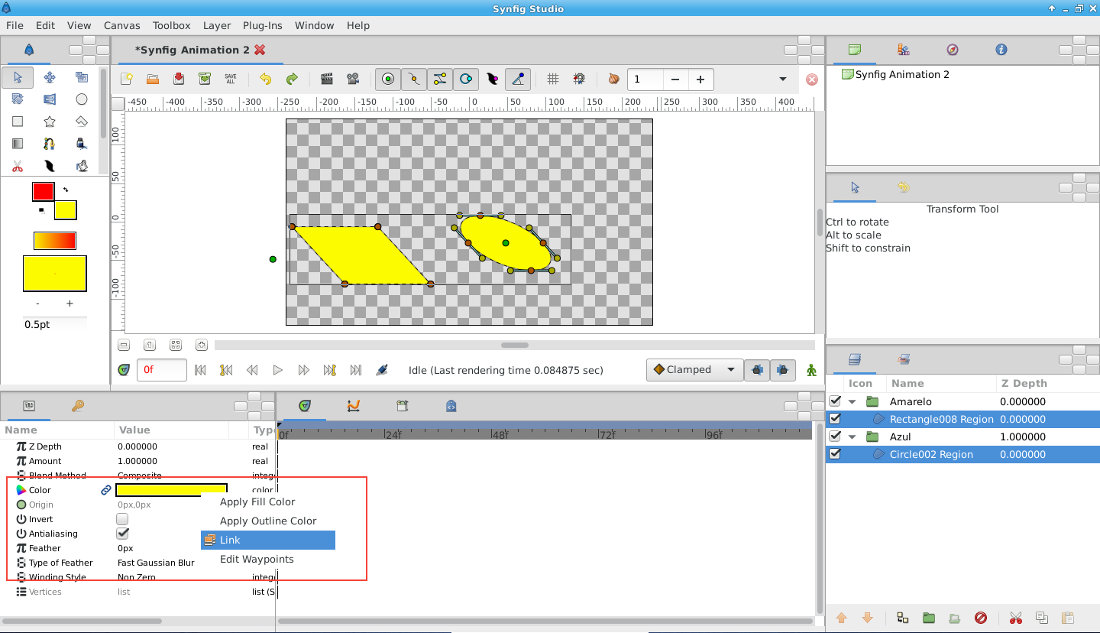 Synfig Studio
File Edit View Canvas Toolbox Layer Plug-Ins Window Help
*Synfig Animation 2
SAVE ALL
1
-450 -400 -350 -300 -250 -200 -150 -100 -50 0 50 100 150 200 250 300 350 400
100
50
0
-50
-100
0.5pt
0f
Idle (Last rendering time 0.084875 sec)
Clamped
Synfig Animation 2
Transform Tool
Ctrl to rotate
Alt to scale
Shift to constrain
Icon Name Z Depth
Amarelo 0.000000
Rectangle008 Region 0.000000
Azul 1.000000
Circle002 Region 0.000000
Name Value Type
Z Depth 0.000000 real
Amount 1.000000 real
Blend Method Composite integ
Color color
Origin 0px,0px
Invert
Antialiasing
Feather 0px
Type of Feather Fast Gaussian Blur
Winding Style Non Zero integ
Vertices list list (S
Apply Fill Color
Apply Outline Color
Link
Edit Waypoints
0f 24f 48f 72f 96f